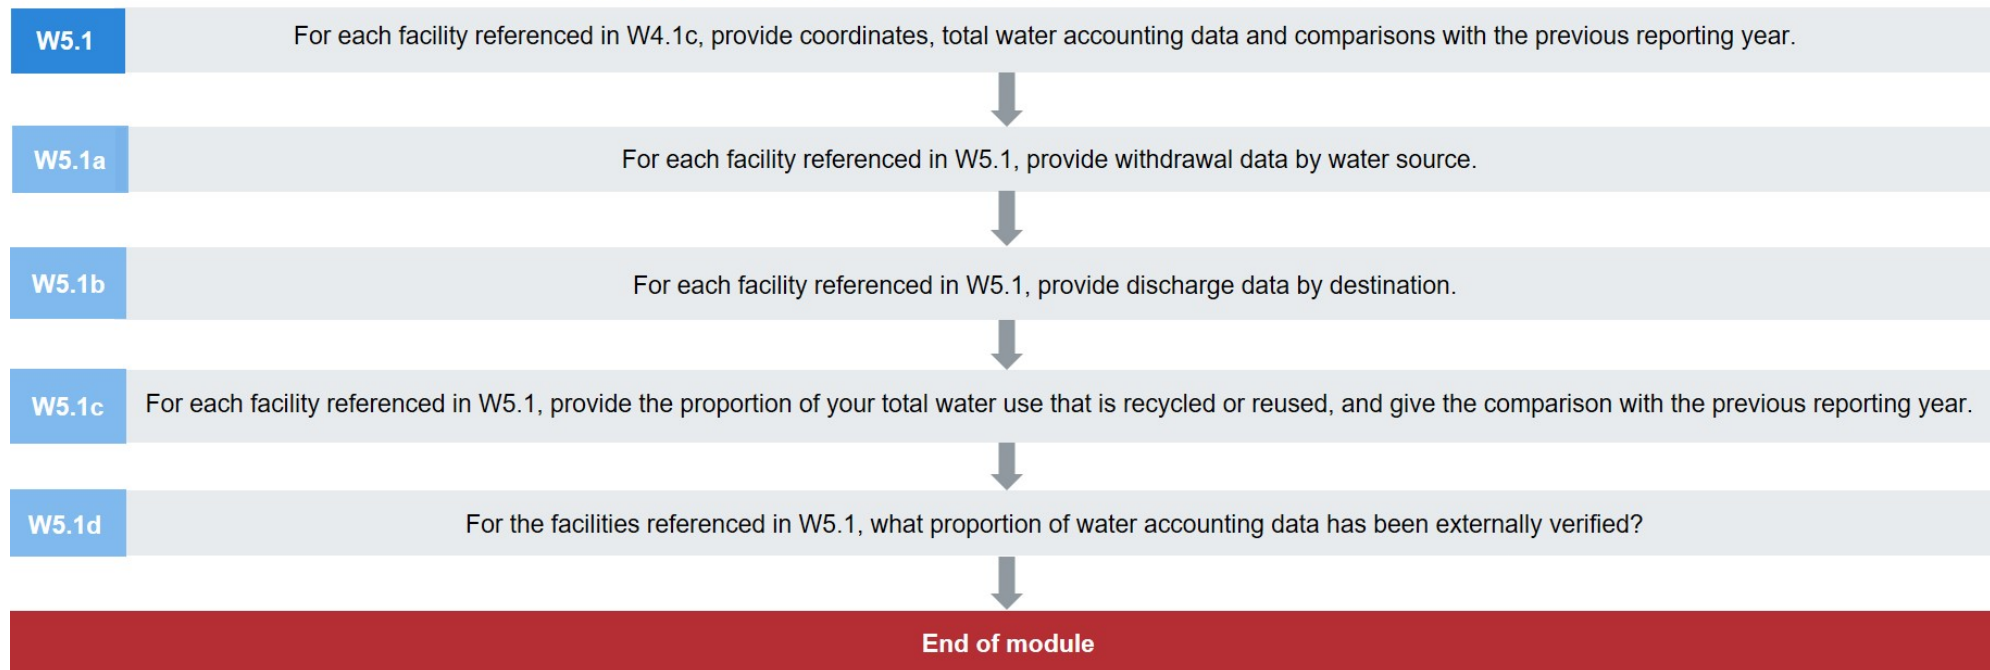 W5.1 For each facility referenced in W4.1c, provide coordinates, total water accounting data and comparisons with the previous reporting year.
W5.1a For each facility referenced in W5.1, provide withdrawal data by water source.
W5.1b For each facility referenced in W5.1, provide discharge data by destination.
W5.1c For each facility referenced in W5.1, provide the proportion of your total water use that is recycled or reused, and give the comparison with the previous reporting year.
W5.1d For the facilities referenced in W5.1, what proportion of water accounting data has been externally verified?
End of module